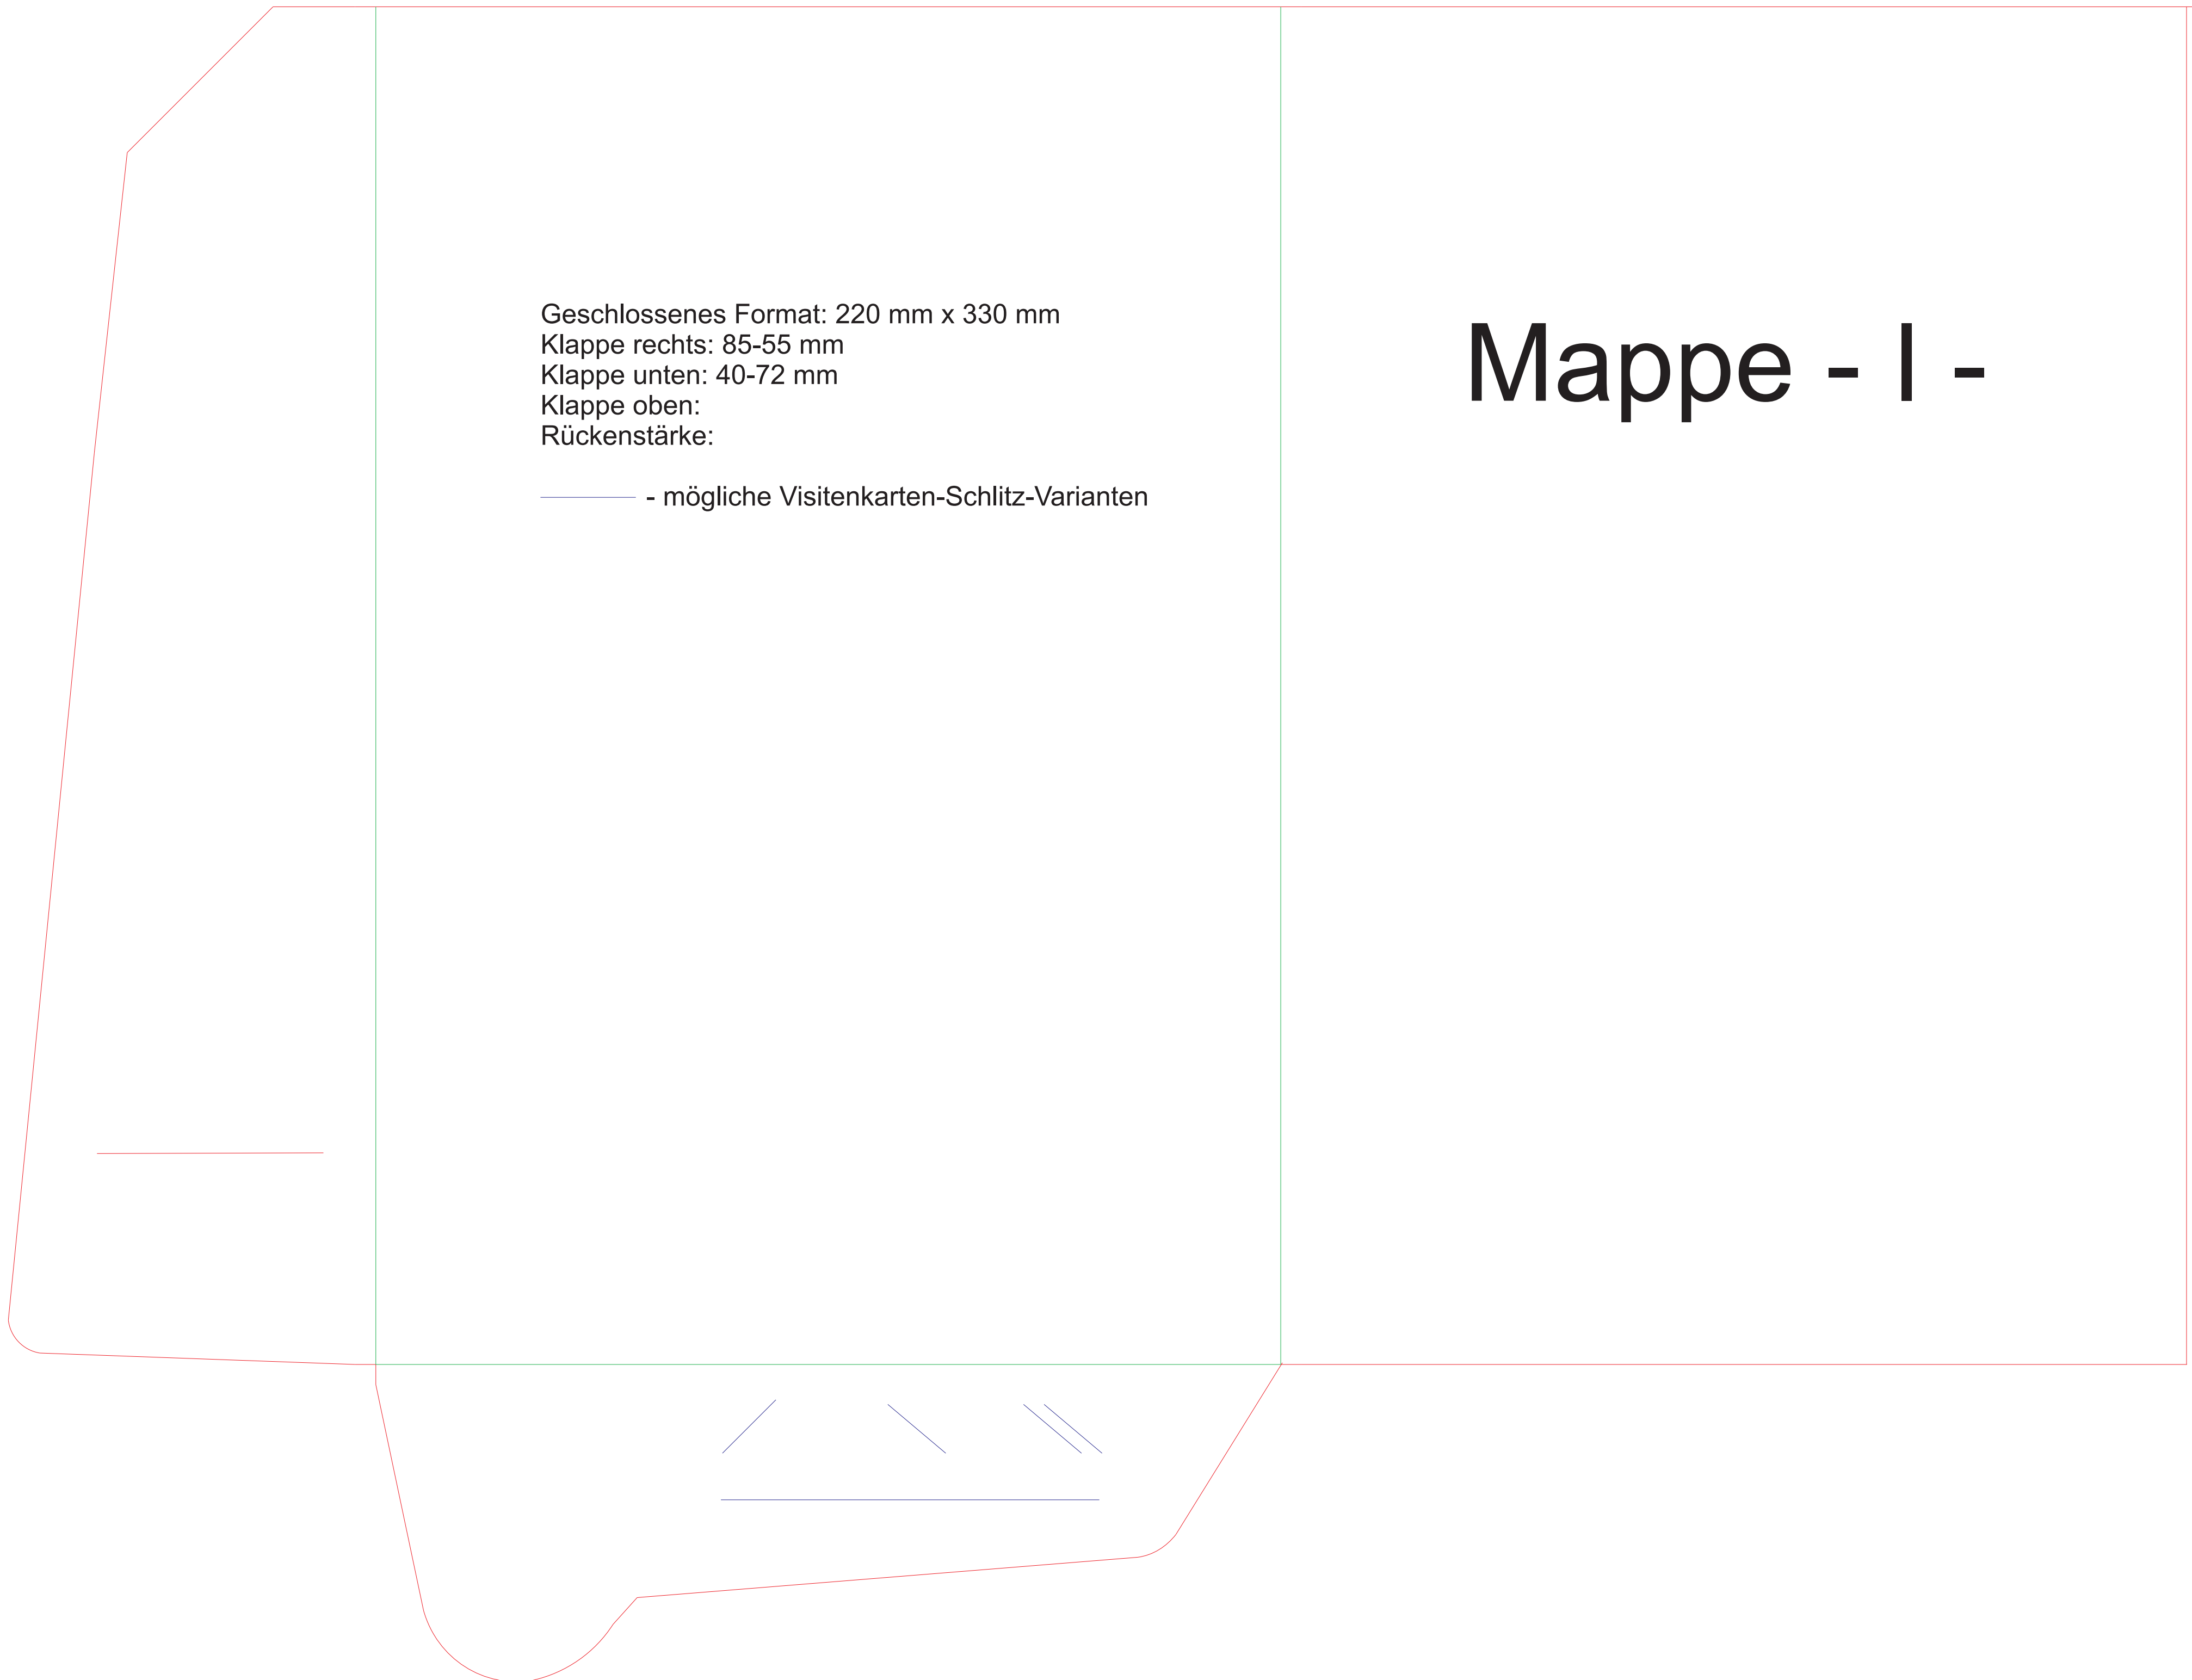 Geschlossenes Format: 220 mm x 330 mm
Klappe rechts: 85-55 mm
Klappe unten: 40-72 mm
Klappe oben:
Rückenstärke:
- mögliche Visitenkarten-Schlitz-Varianten
Mappe - I -